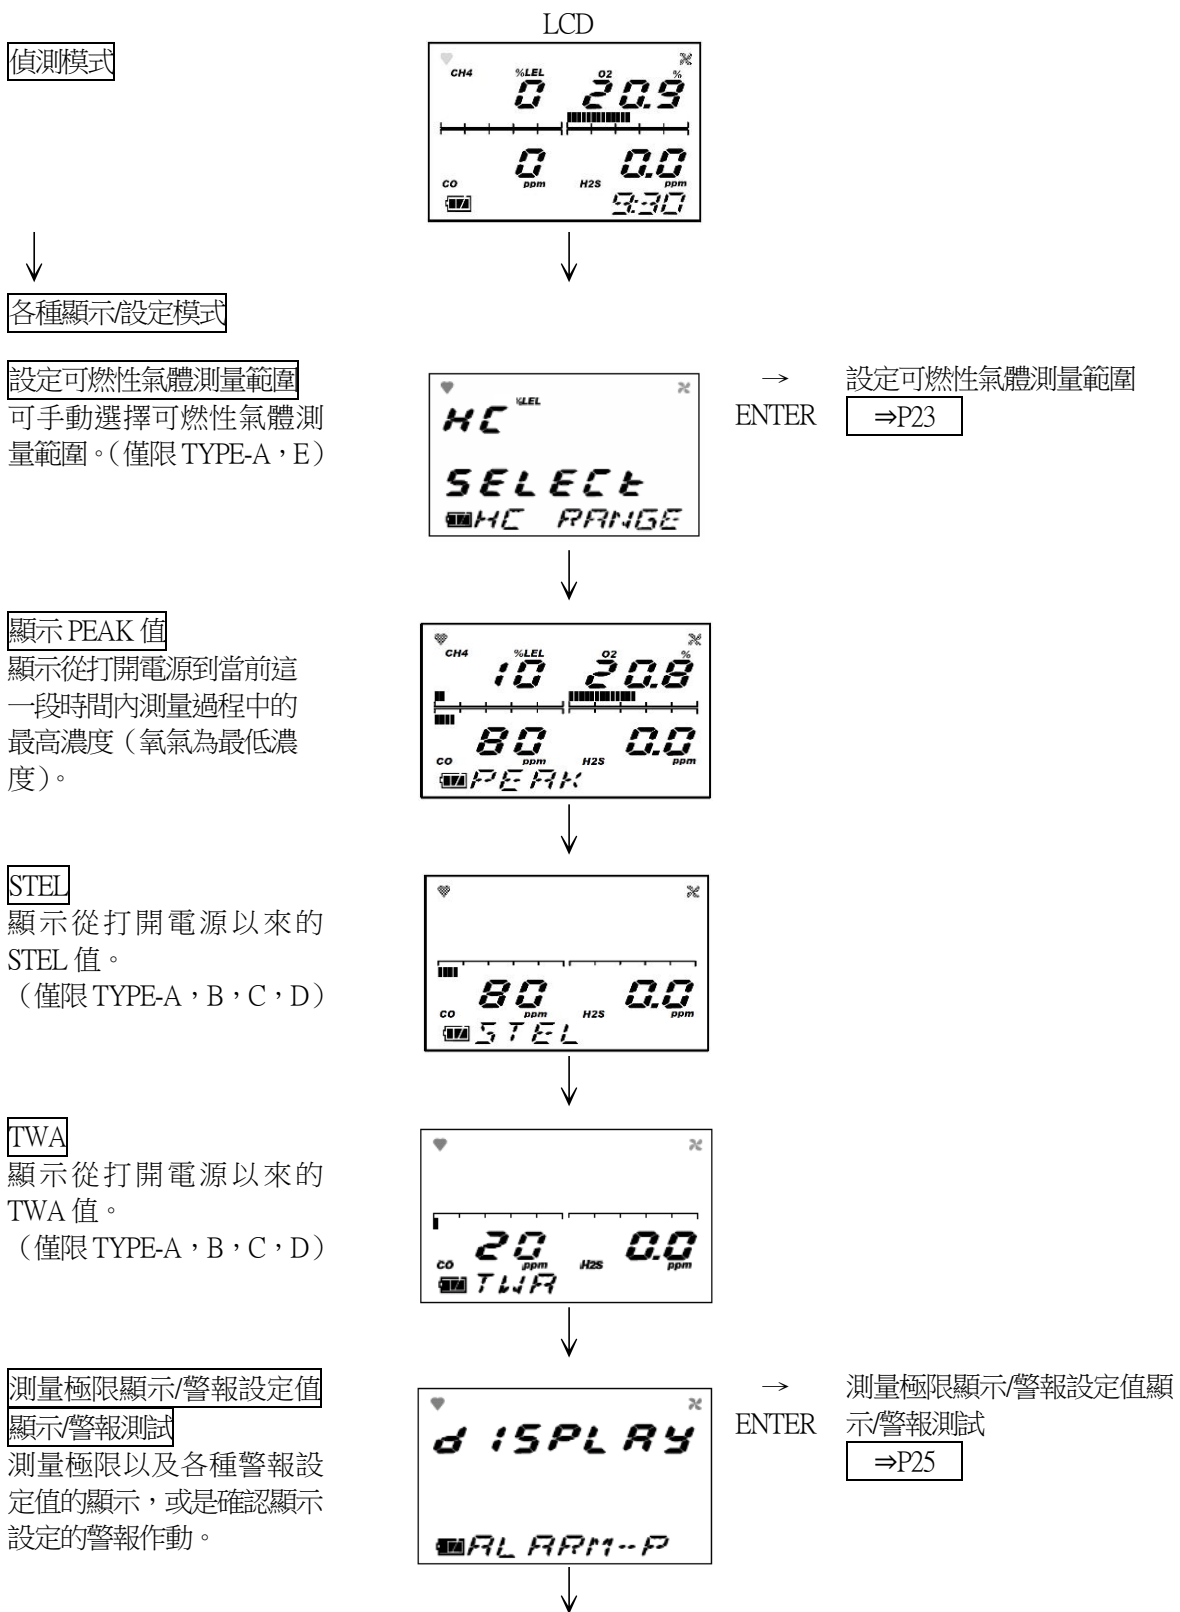 LCD
偵測模式
CH4 %LEL O2 %
0 20.9
0 0.0
CO ppm H2S ppm
9:30
各種顯示/設定模式
設定可燃性氣體測量範圍
可手動選擇可燃性氣體測
量範圍。（僅限 TYPE-A，E）
%LEL
HC
SELECt
HC RANGE
→ 設定可燃性氣體測量範圍
ENTER ⇒P23
顯示 PEAK 值
顯示從打開電源到當前這
一段時間內測量過程中的
最高濃度（氧氣為最低濃
度）。
CH4 %LEL O2 %
10 20.8
80 0.0
CO ppm H2S ppm
PEAK
STEL
顯示從打開電源以來的
STEL 值。
（僅限 TYPE-A，B，C，D）
80 0.0
CO ppm H2S ppm
STEL
TWA
顯示從打開電源以來的
TWA 值。
（僅限 TYPE-A，B，C，D）
20 0.0
CO ppm H2S ppm
TWA
測量極限顯示/警報設定值
顯示/警報測試
測量極限以及各種警報設
定值的顯示，或是確認顯示
設定的警報作動。
dISPLAY
ALARM--P
→ 測量極限顯示/警報設定值顯
ENTER 示/警報測試
⇒P25